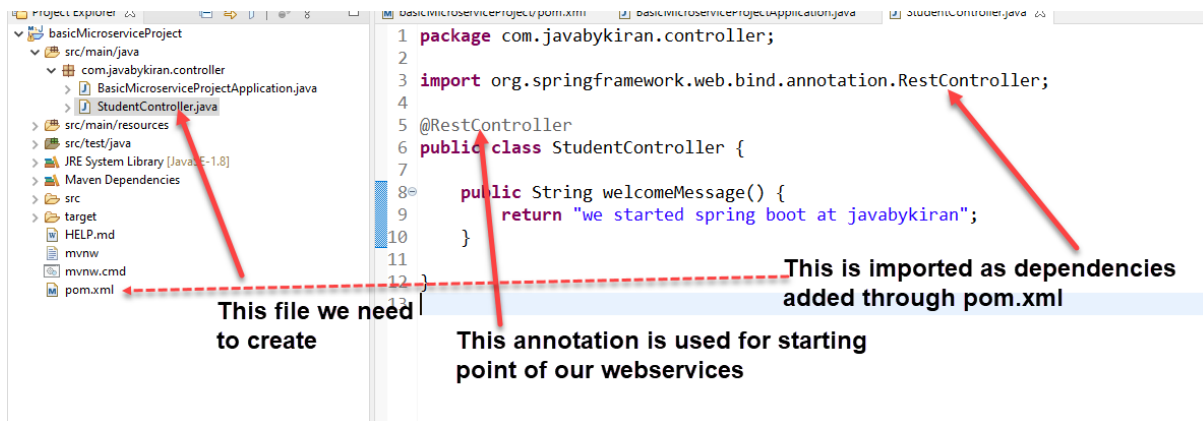 Project Explorer
basicMicroserviceProject
src/main/java
com.javabykiran.controller
BasicMicroserviceProjectApplication.java
StudentController.java
src/main/resources
src/test/java
JRE System Library [JavaSE-1.8]
Maven Dependencies
src
target
HELP.md
mvnw
mvnw.cmd
pom.xml
basicMicroserviceProject/pom.xml BasicMicroserviceProjectApplication.java StudentController.java
1 package com.javabykiran.controller;
2
3 import org.springframework.web.bind.annotation.RestController;
4
5 @RestController
6 public class StudentController {
7
8 public String welcomeMessage() {
9 return "we started spring boot at javabykiran";
10 }
11
12 }
13
This file we need
to create
This is imported as dependencies
added through pom.xml
This annotation is used for starting
point of our webservices